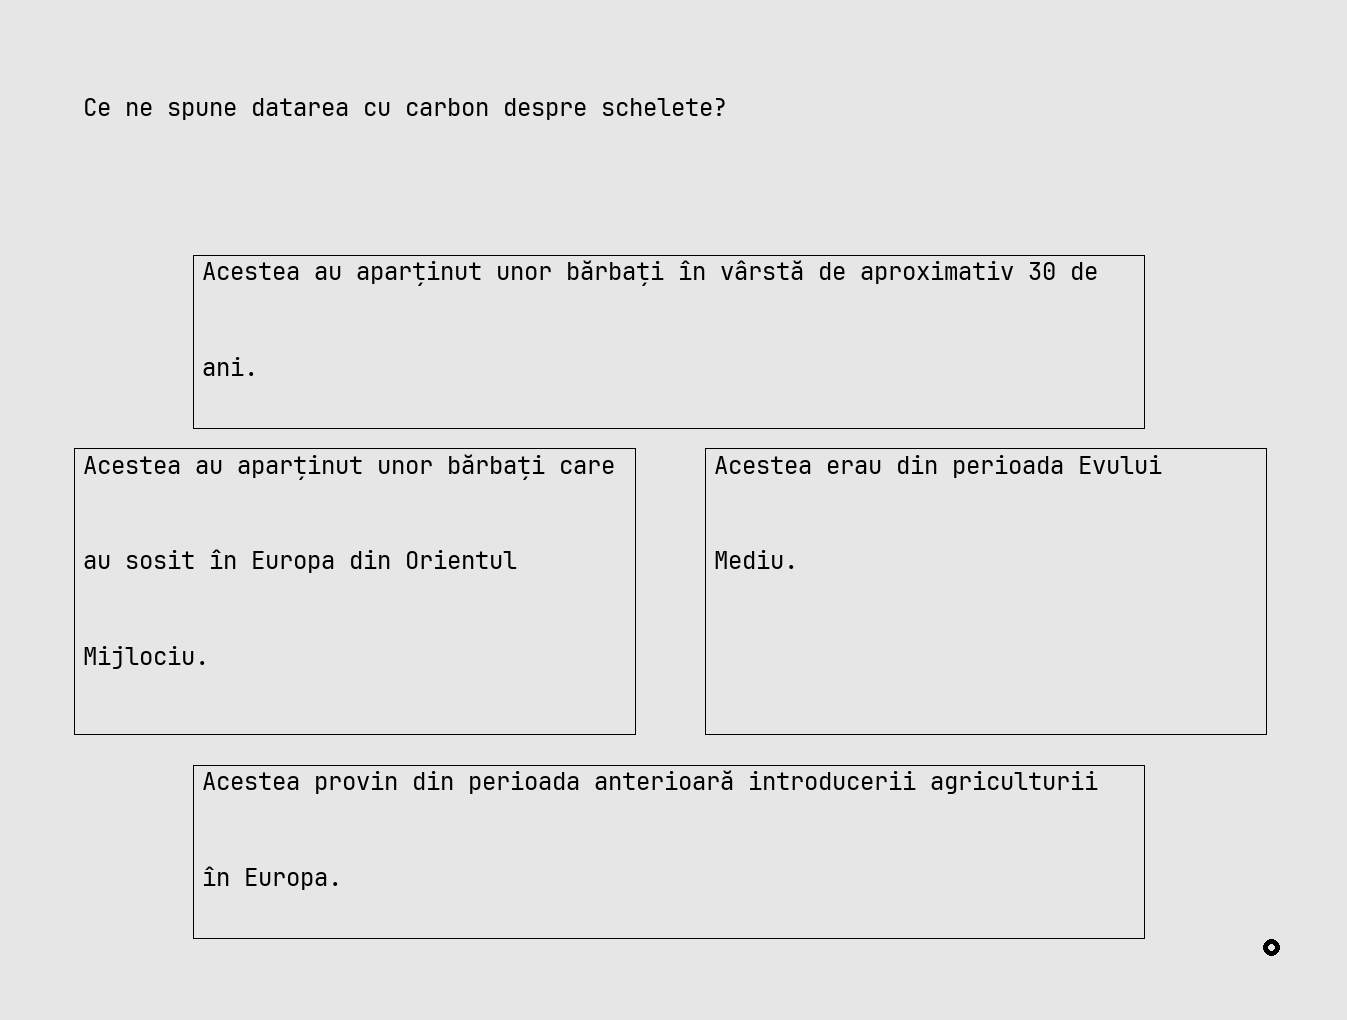 Ce ne spune datarea cu carbon despre schelete?
Acestea au aparținut unor bărbați în vârstă de aproximativ 30 de
ani.
Acestea au aparținut unor bărbați care
au sosit în Europa din Orientul
Mijlociu.
Acestea erau din perioada Evului
Mediu.
Acestea provin din perioada anterioară introducerii agriculturii
în Europa.